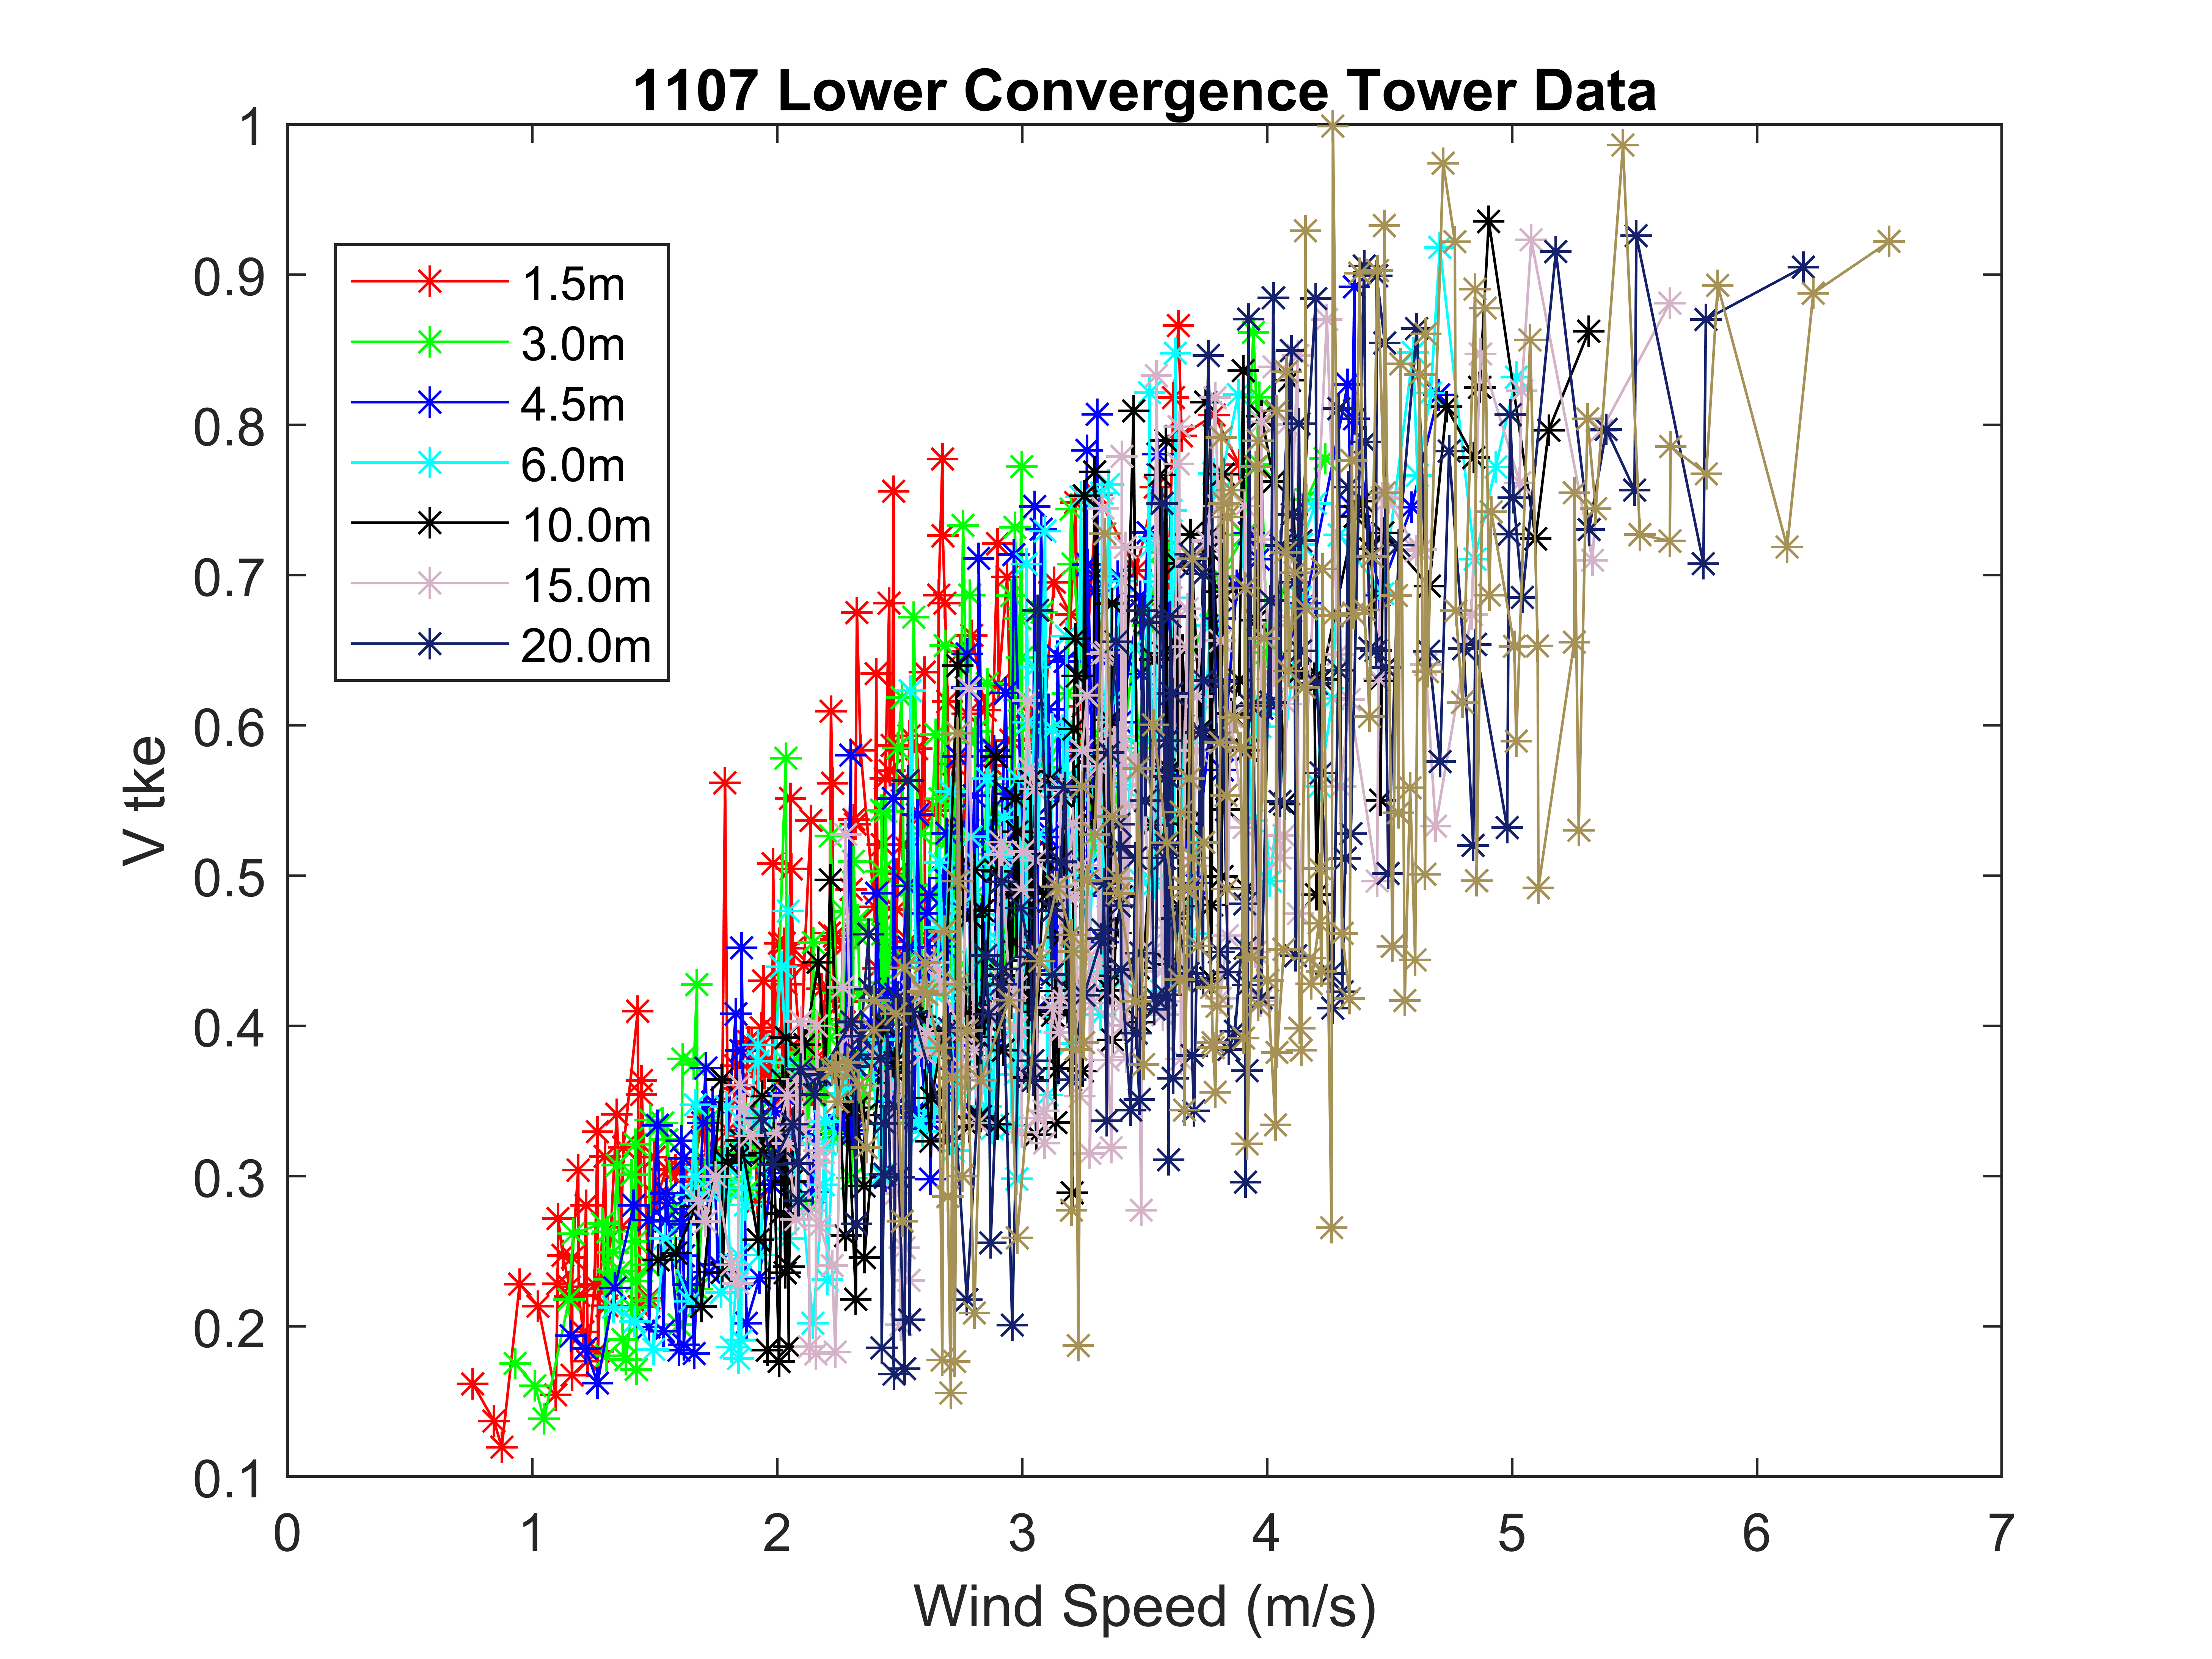 1107 Lower Convergence Tower Data
1
0.9
0.8
0.7
0.6
0.5
0.4
0.3
0.2
0.1
V tke
1.5m
3.0m
4.5m
6.0m
10.0m
15.0m
20.0m
0 1 2 3 4 5 6 7
Wind Speed (m/s)